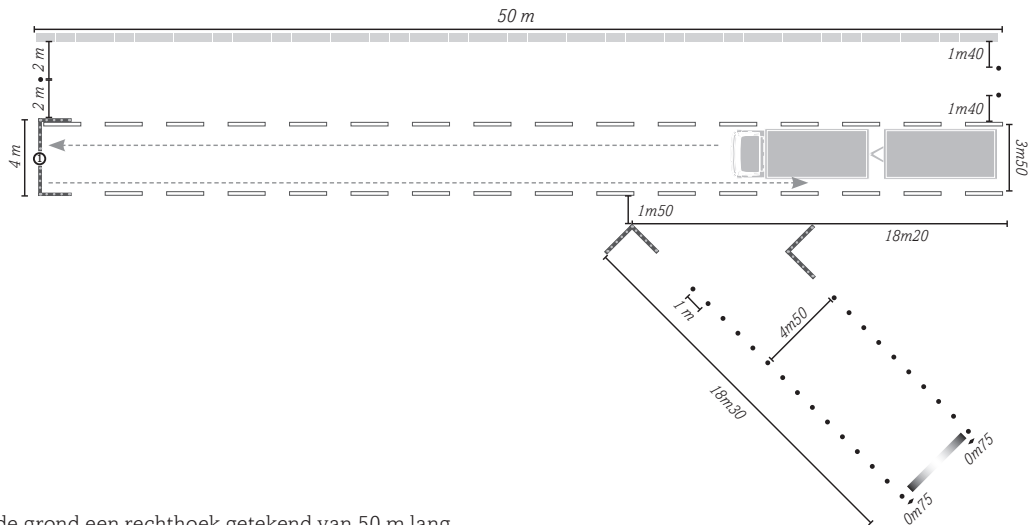 50 m
2 m
2 m
1m40
1m40
4 m
1
3m50
1m50
18m20
1 m
4m50
18m30
0m75
0m75
de grond een rechthoek getekend van 50 m lang